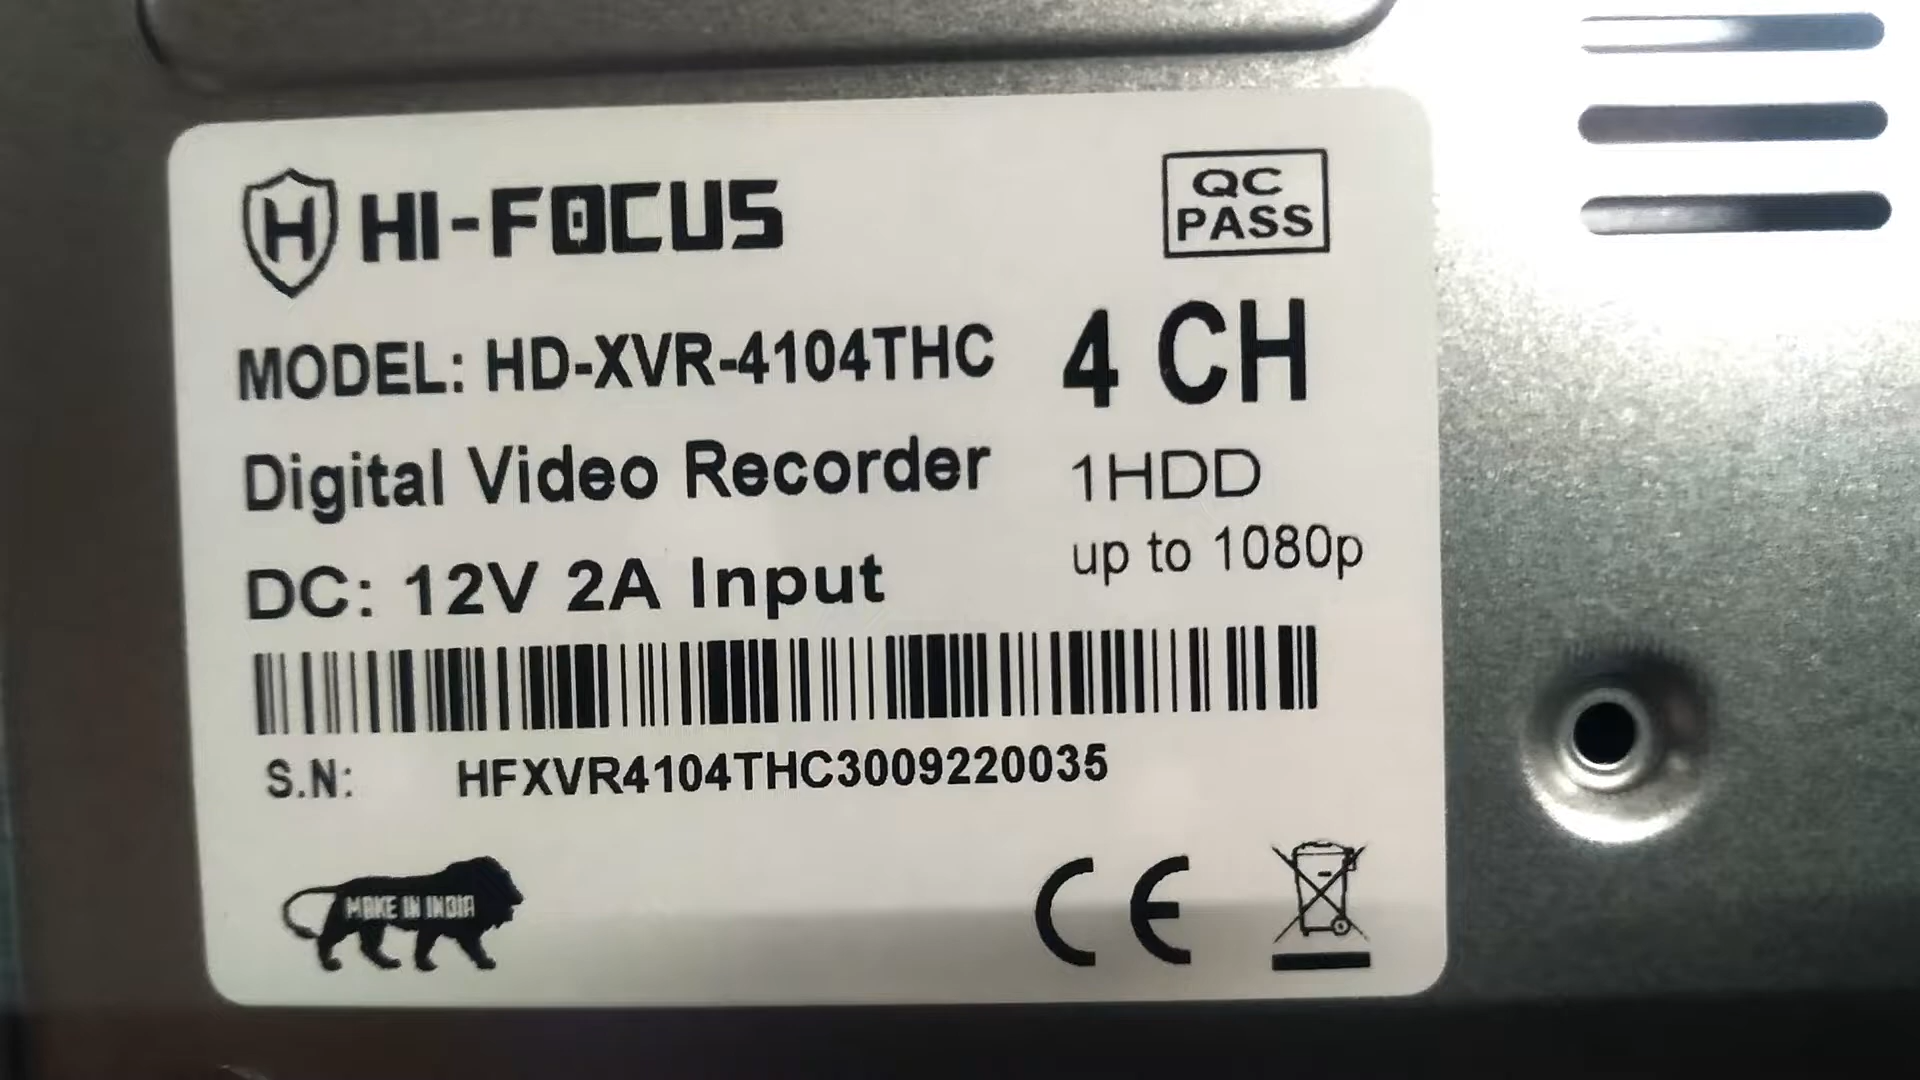 HI-FOCUS
QC
PASS
MODEL: HD-XVR-4104THC
4 CH
Digital Video Recorder
1HDD
up to 1080p
DC: 12V 2A Input
S.N: HFXVR4104THC3009220035
MAKE IN INDIA
CE